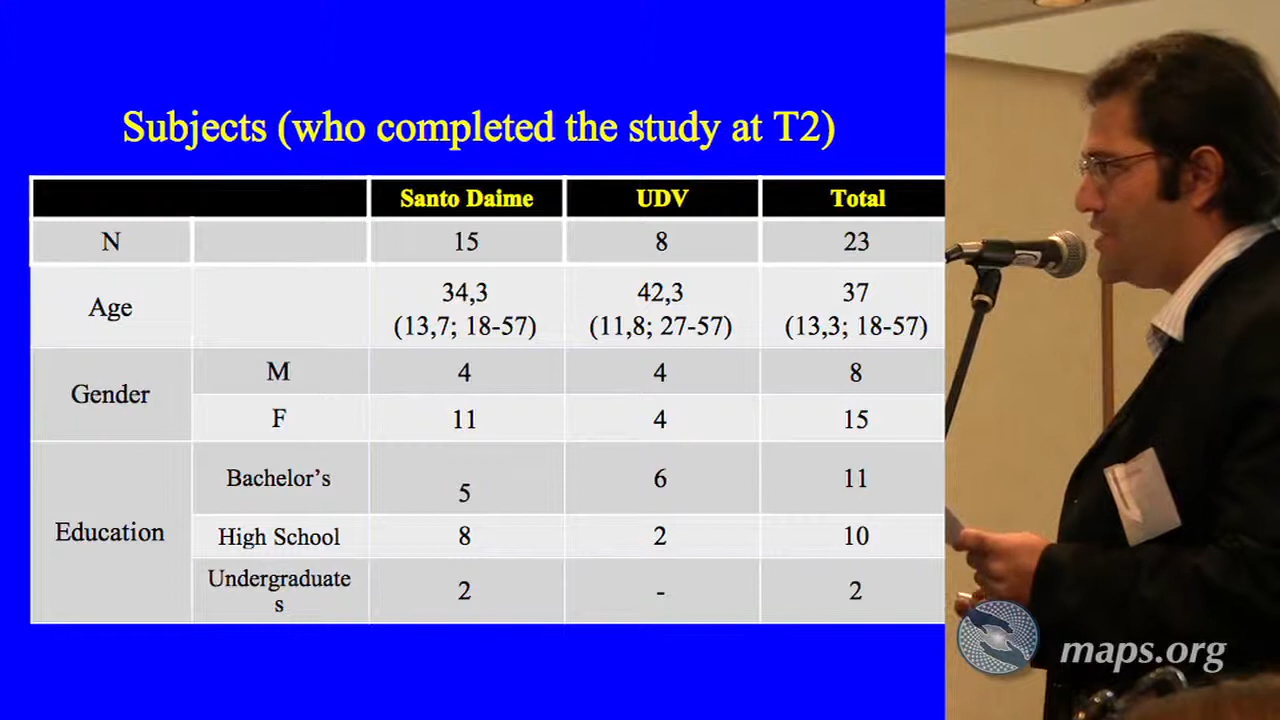 Subjects (who completed the study at T2)
Santo Daime UDV Total
N 15 8 23
Age 34,3 42,3 37
(13,7; 18-57) (11,8; 27-57) (13,3; 18-57)
Gender M 4 4 8
F 11 4 15
Education Bachelor’s 5 6 11
High School 8 2 10
Undergraduate
s 2 - 2
maps.org